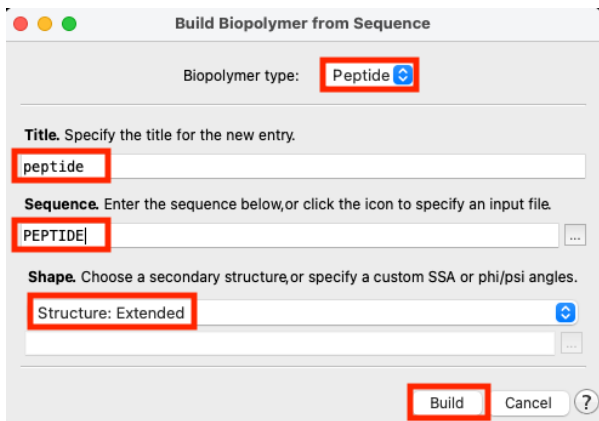 Build Biopolymer from Sequence
Biopolymer type: Peptide
Title. Specify the title for the new entry.
peptide
Sequence. Enter the sequence below,or click the icon to specify an input file.
PEPTIDE
...
Shape. Choose a secondary structure,or specify a custom SSA or phi/psi angles.
Structure: Extended
...
Build Cancel ?